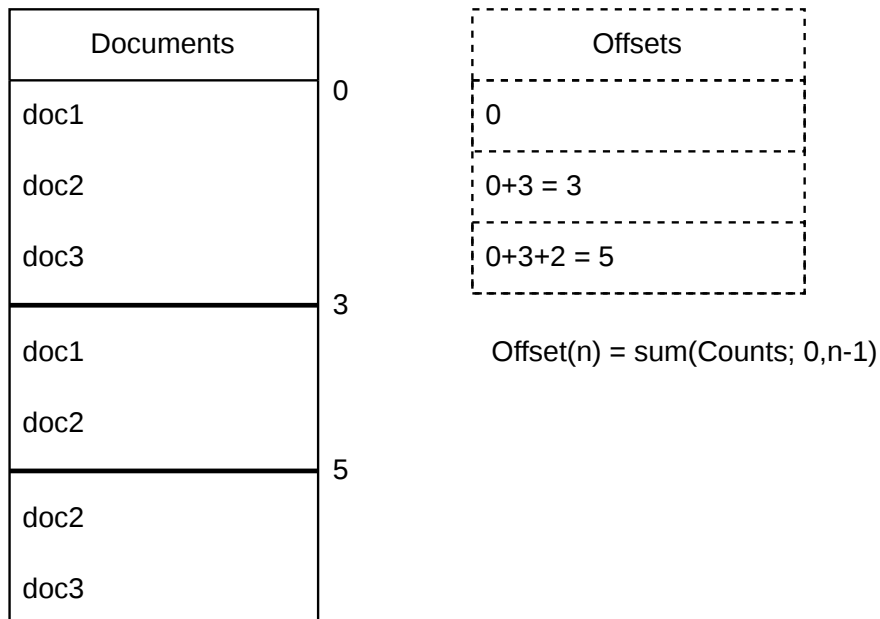 Documents
0
doc1
doc2
doc3
3
doc1
doc2
5
doc2
doc3
Offsets
0
0+3 = 3
0+3+2 = 5
Offset(n) = sum(Counts; 0,n-1)